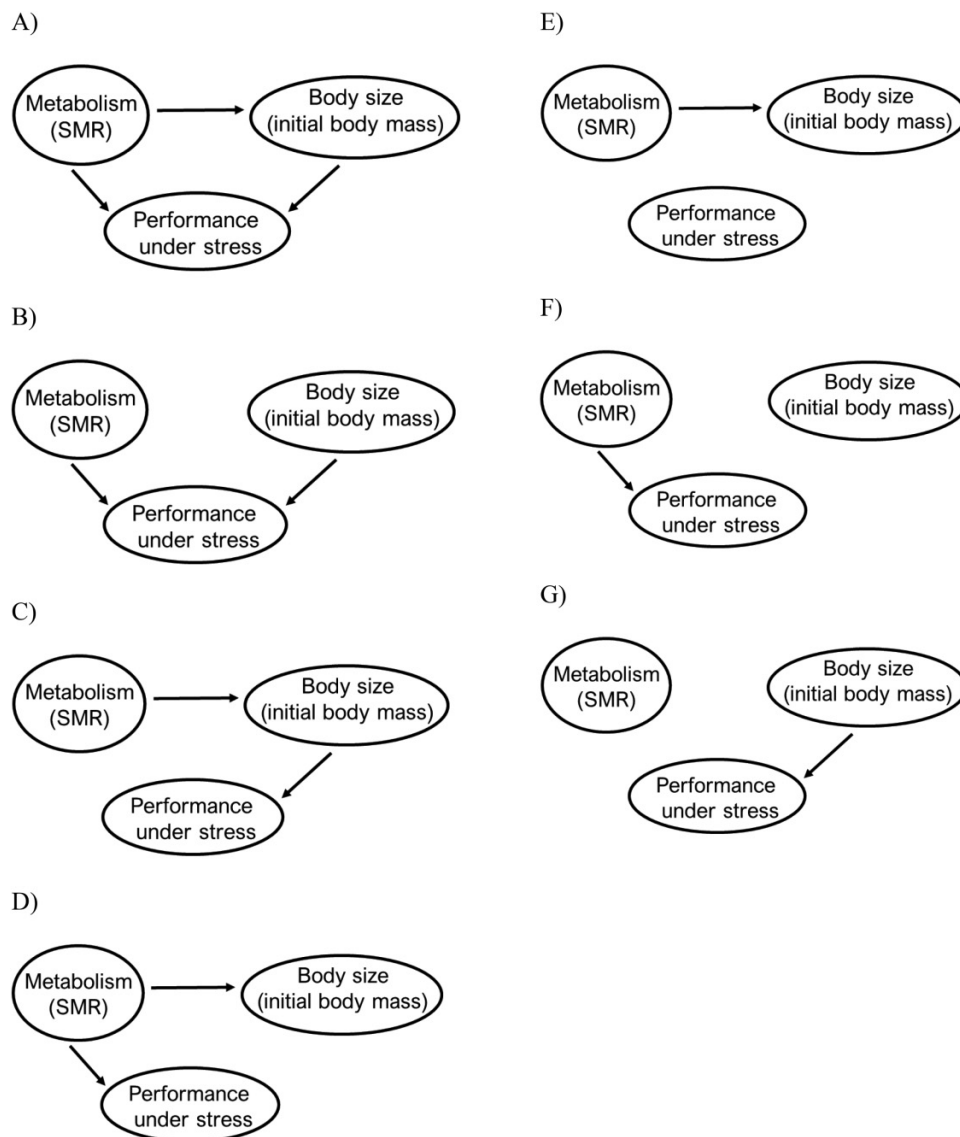 A)
Metabolism
(SMR)
Body size
(initial body mass)
Performance
under stress
B)
Metabolism
(SMR)
Body size
(initial body mass)
Performance
under stress
C)
Metabolism
(SMR)
Body size
(initial body mass)
Performance
under stress
D)
Metabolism
(SMR)
Body size
(initial body mass)
Performance
under stress
E)
Metabolism
(SMR)
Body size
(initial body mass)
Performance
under stress
F)
Metabolism
(SMR)
Body size
(initial body mass)
Performance
under stress
G)
Metabolism
(SMR)
Body size
(initial body mass)
Performance
under stress